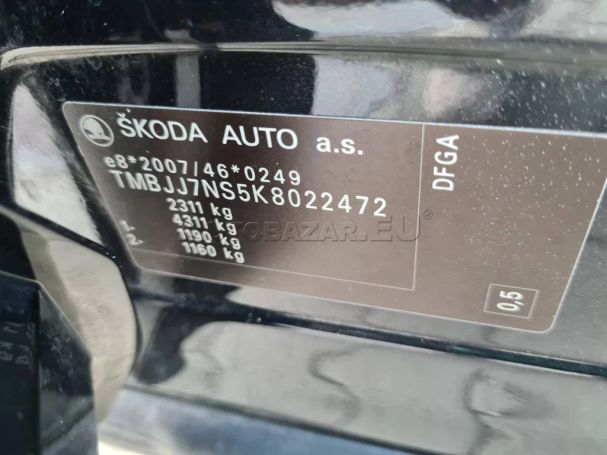 ŠKODA AUTO a.s.
e8*2007/46*0249
TMBJJ7NS5K8022472
2311 kg
4311 kg
1- 1190 kg
2- 1160 kg
DFGA
0,5
OBAZAR.EU